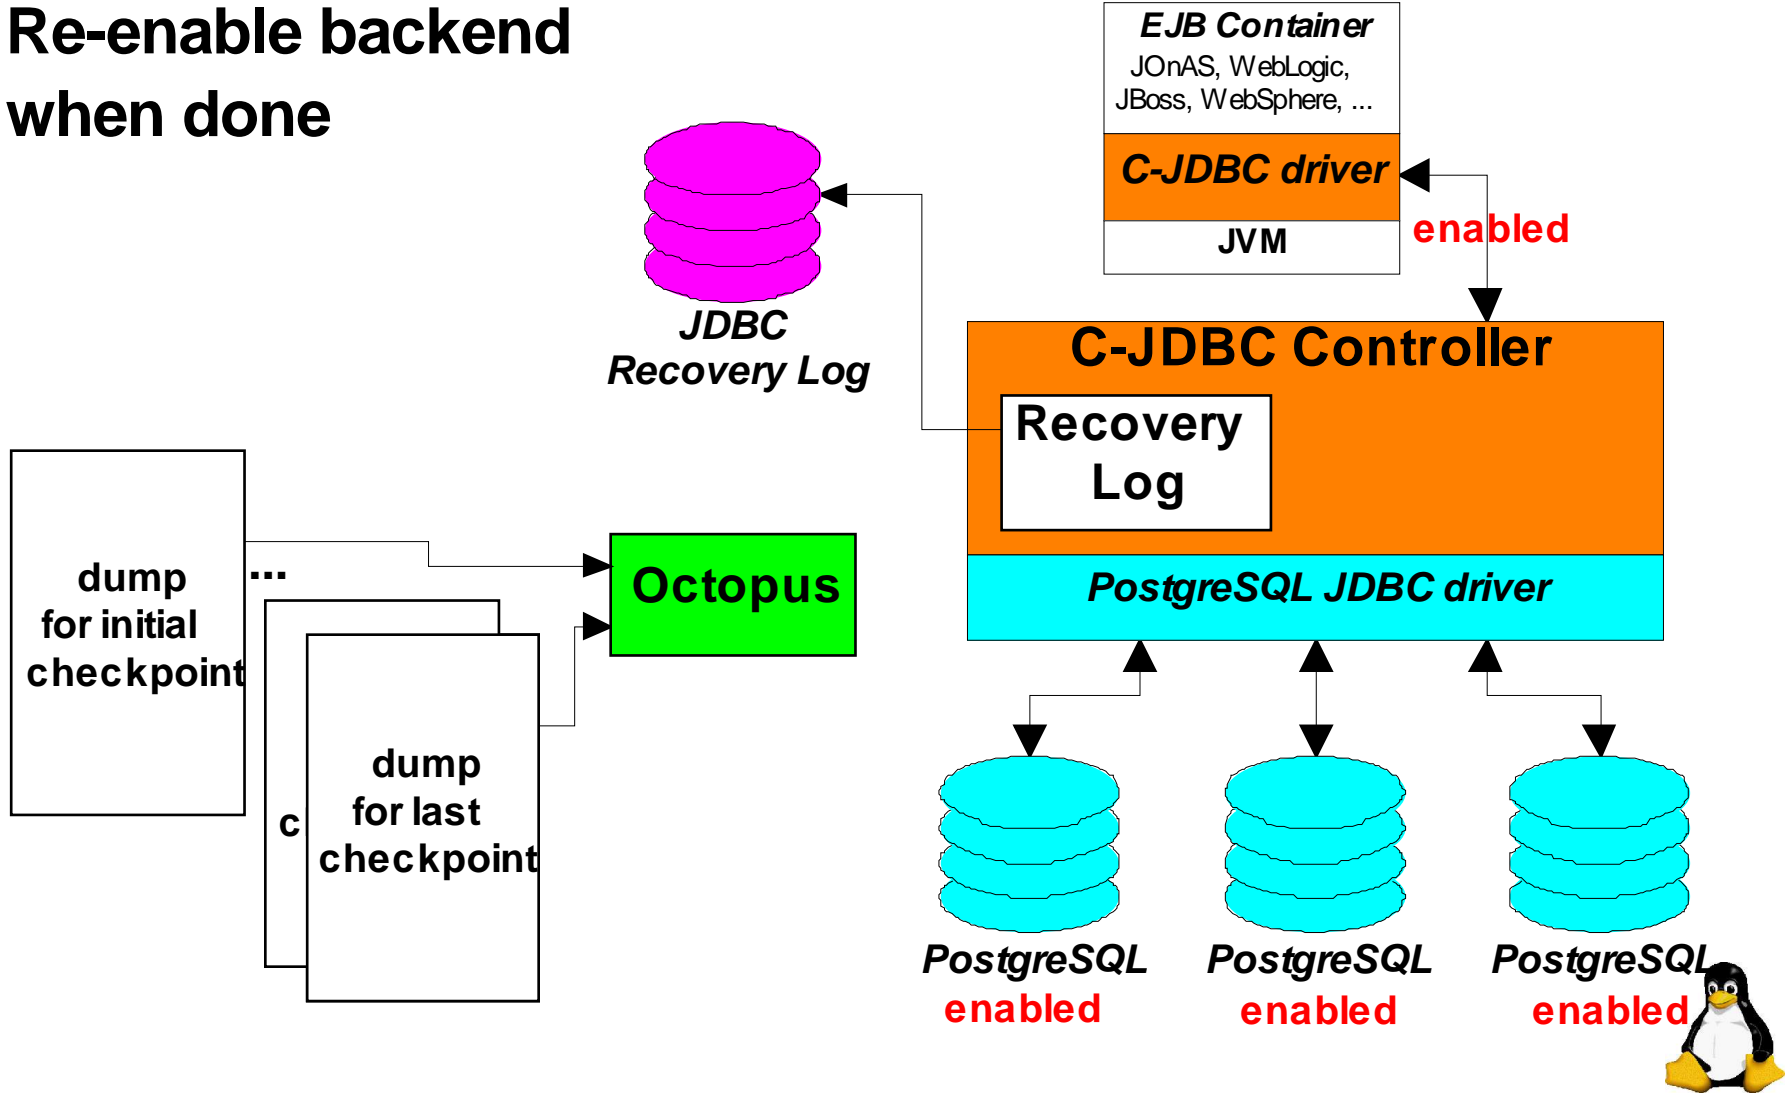 Re-enable backend
when done
EJB Container
JOnAS, WebLogic,
JBoss, WebSphere, ...
C-JDBC driver
JVM
enabled
JDBC
Recovery Log
C-JDBC Controller
Recovery
Log
PostgreSQL JDBC driver
dump
for initial
checkpoint
...
Octopus
c
dump
for last
checkpoint
PostgreSQL
enabled
PostgreSQL
enabled
PostgreSQL
enabled